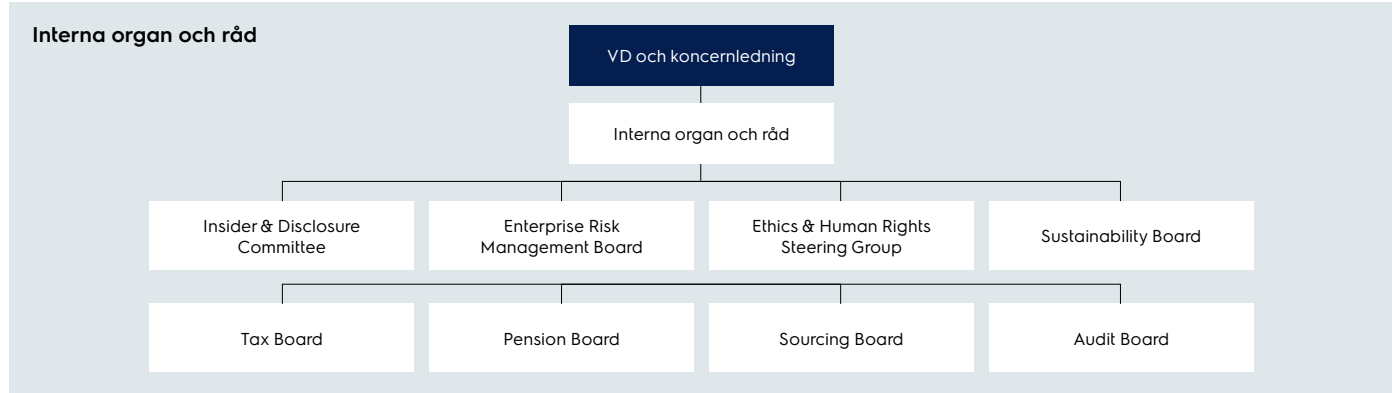 Interna organ och råd
VD och koncernledning
Interna organ och råd
Insider & Disclosure
Committee
Enterprise Risk
Management Board
Ethics & Human Rights
Steering Group
Sustainability Board
Tax Board
Pension Board
Sourcing Board
Audit Board